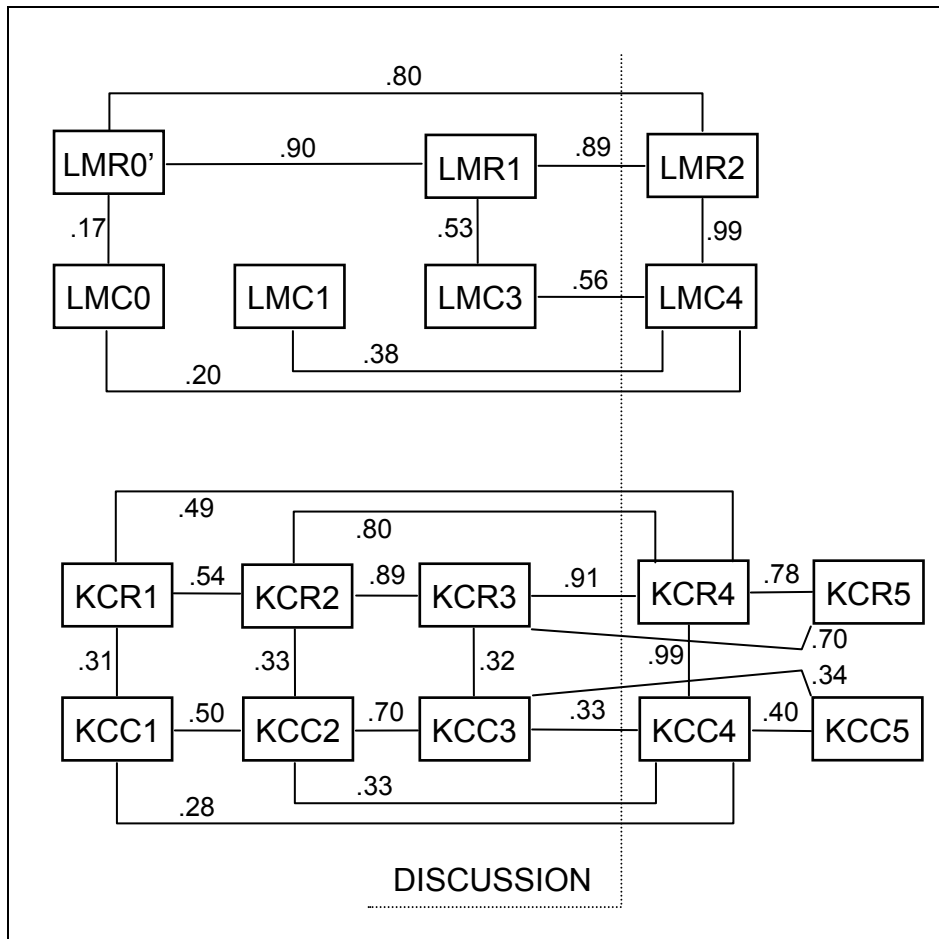 .80
LMR0’ .90 LMR1 .89 LMR2
.17 .53 .99
LMC0 LMC1 LMC3 .56 LMC4
.38
.20
.49
.80
KCR1 .54 KCR2 .89 KCR3 .91 KCR4 .78 KCR5
.31 .33 .32 .99 .70
.34
KCC1 .50 KCC2 .70 KCC3 .33 KCC4 .40 KCC5
.33
.28
DISCUSSION